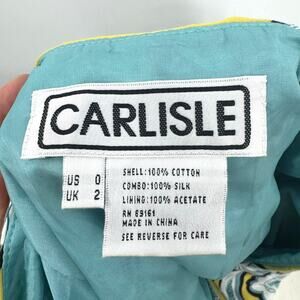 CARLISLE
US 0
UK 2
SHELL:100% COTTON
COMBO:100% SILK
LINING:100% ACETATE
RN 69161
MADE IN CHINA
SEE REVERSE FOR CARE